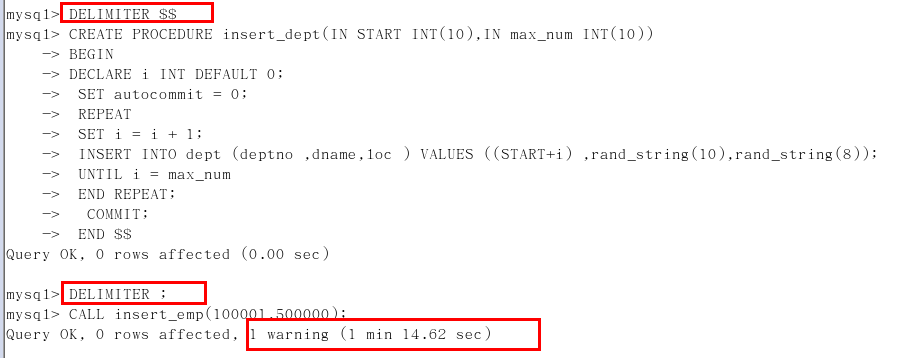 mysql> DELIMITER $$
mysql> CREATE PROCEDURE insert_dept(IN START INT(10),IN max_num INT(10))
    -> BEGIN
    -> DECLARE i INT DEFAULT 0;
    ->  SET autocommit = 0;
    ->  REPEAT
    ->  SET i = i + 1;
    ->  INSERT INTO dept (deptno ,dname,loc ) VALUES ((START+i) ,rand_string(10),rand_string(8));
    ->  UNTIL i = max_num
    ->  END REPEAT;
    ->   COMMIT;
    ->  END $$
Query OK, 0 rows affected (0.00 sec)
mysql> DELIMITER ;
mysql> CALL insert_emp(100001,500000);
Query OK, 0 rows affected, 1 warning (1 min 14.62 sec)